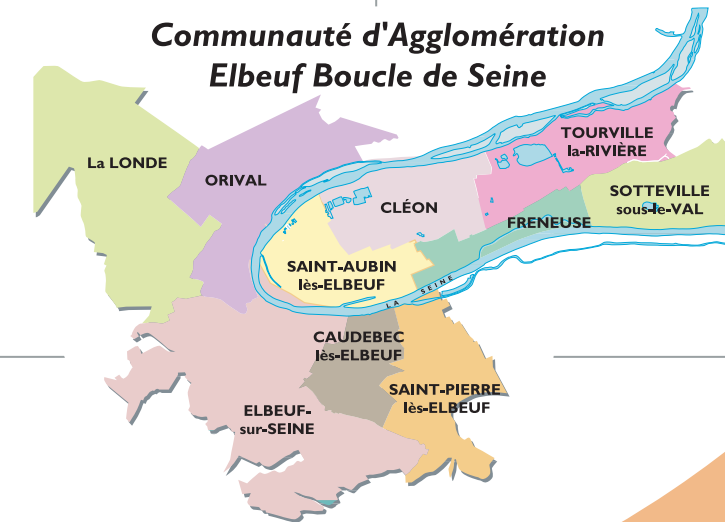 Communauté d'Agglomération
Elbeuf Boucle de Seine
La LONDE
ORIVAL
CLÉON
TOURVILLE
la-RIVIÈRE
SOTTEVILLE
sous-le-VAL
FRENEUSE
SAINT-AUBIN
lès-ELBEUF
LA SEINE
CAUDEBEC
lès-ELBEUF
SAINT-PIERRE
lès-ELBEUF
ELBEUF-
sur-SEINE